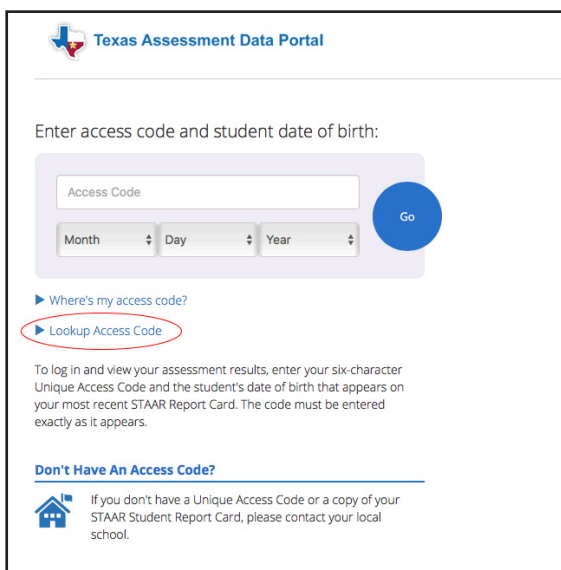 Texas Assessment Data Portal
Enter access code and student date of birth:
Access Code
Go
Month Day Year
Where's my access code?
Lookup Access Code
To log in and view your assessment results, enter your six-character
Unique Access Code and the student's date of birth that appears on
your most recent STAAR Report Card. The code must be entered
exactly as it appears.
Don't Have An Access Code?
If you don't have a Unique Access Code or a copy of your
STAAR Student Report Card, please contact your local
school.